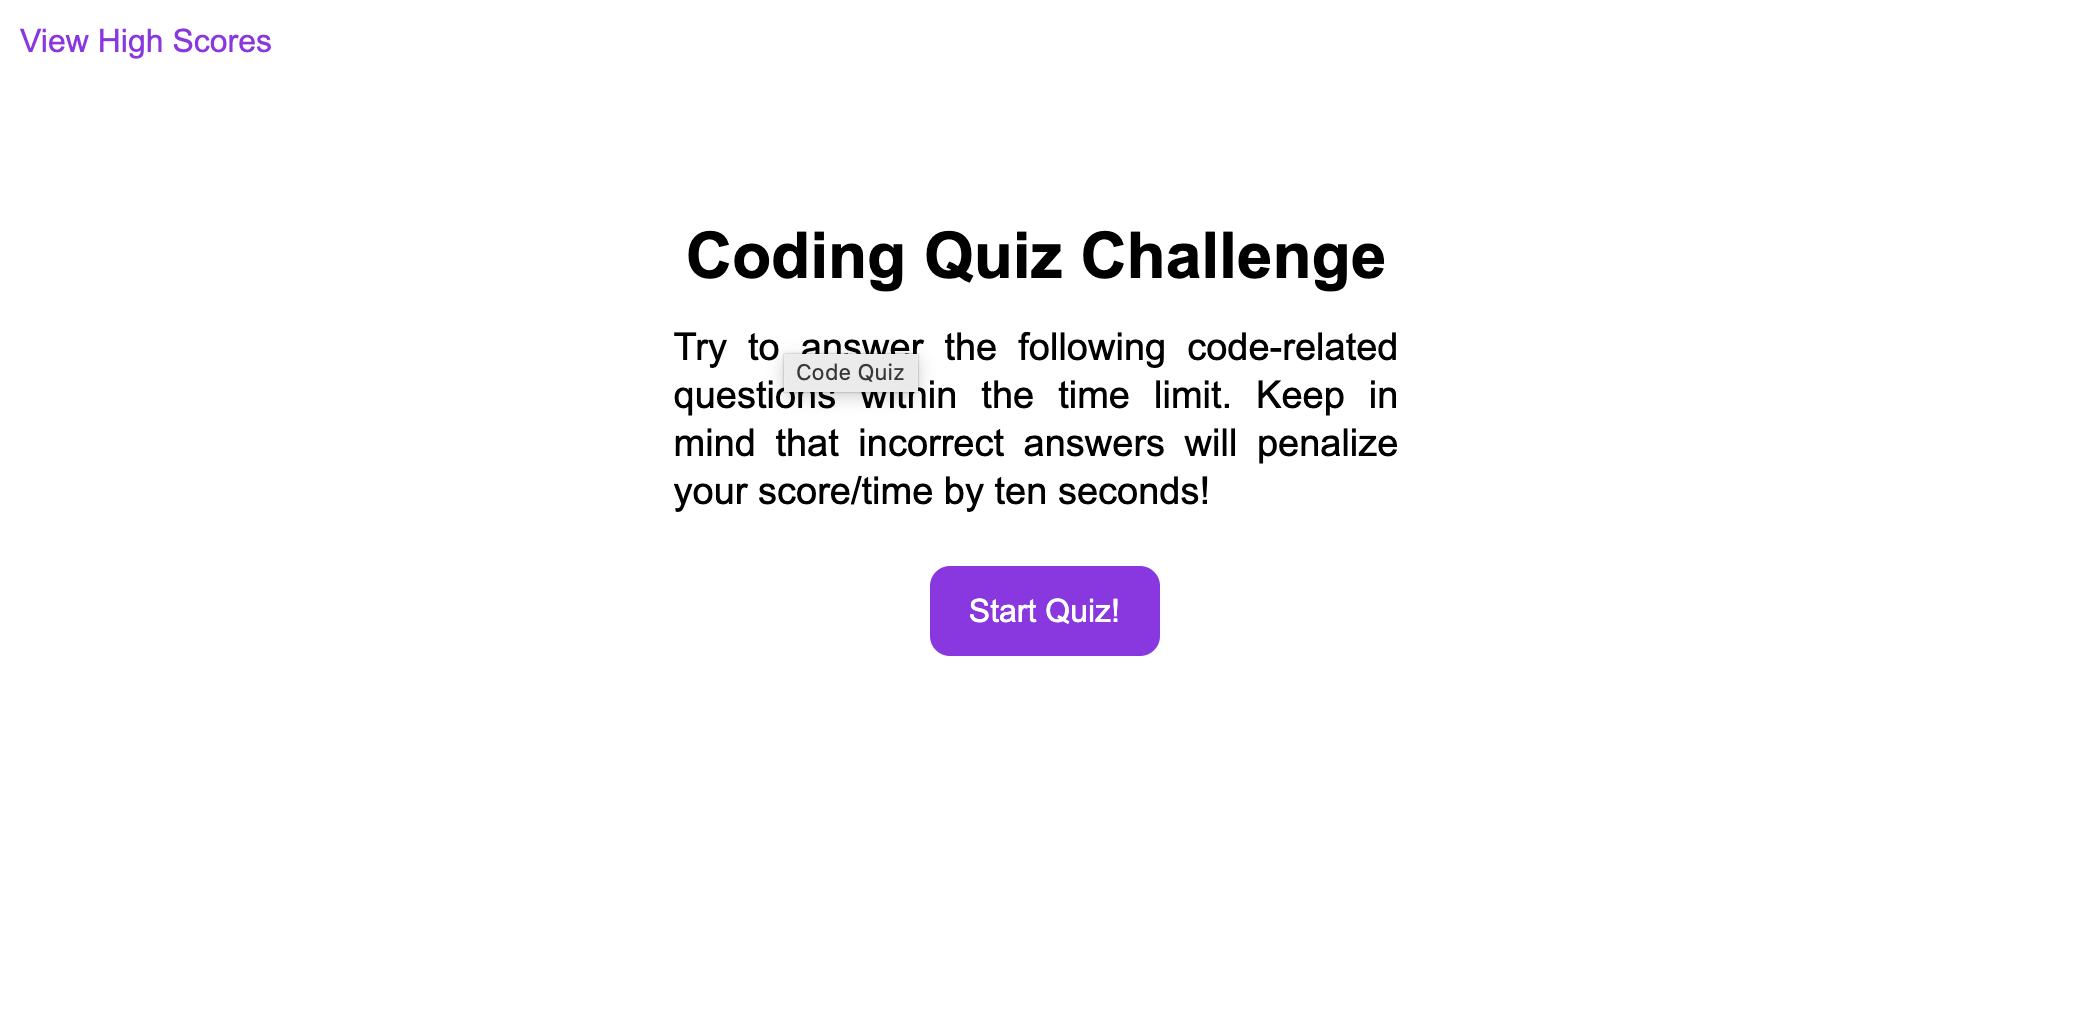 View High Scores
Coding Quiz Challenge
Try to answer the following code-related
Code Quiz
questions within the time limit. Keep in
mind that incorrect answers will penalize
your score/time by ten seconds!
Start Quiz!